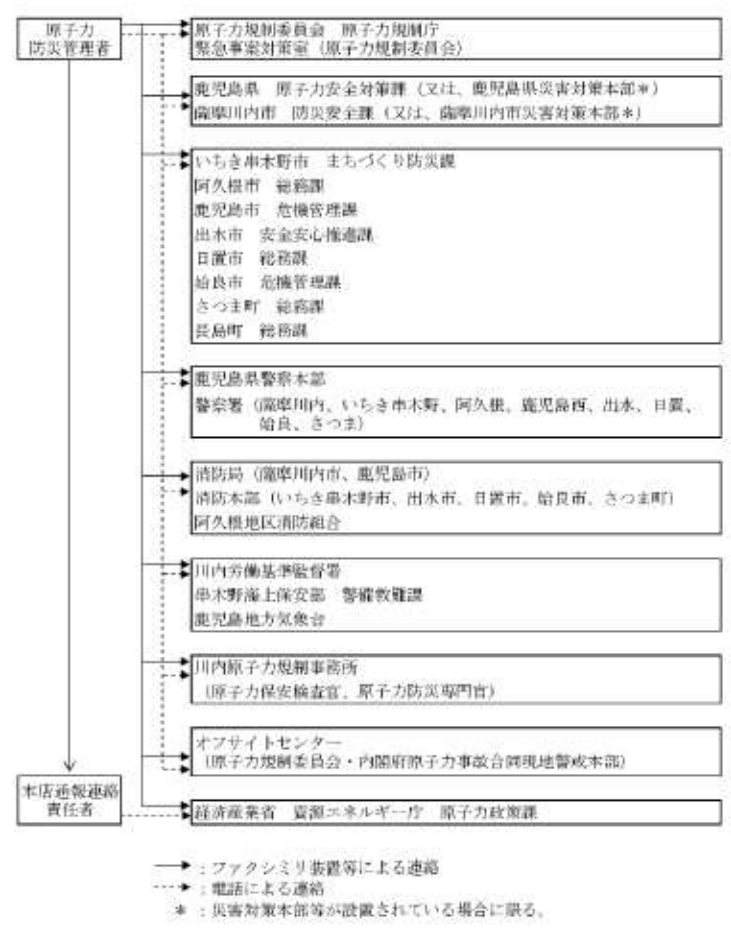 原子力
防災管理者
原子力規制委員会　原子力規制庁
緊急事案対策室（原子力規制委員会）
鹿児島県　原子力安全対策課（又は、鹿児島県災害対策本部＊）
薩摩川内市　防災安全課（又は、薩摩川内市災害対策本部＊）
いちき串木野市　まちづくり防災課
阿久根市　総務課
鹿児島市　危機管理課
出水市　安全安心推進課
日置市　総務課
姶良市　危機管理課
さつま町　総務課
長島町　総務課
鹿児島県警察本部
警察署（薩摩川内、いちき串木野、阿久根、鹿児島西、出水、日置、
姶良、さつま）
消防局（薩摩川内市、鹿児島市）
消防本部（いちき串木野市、出水市、日置市、姶良市、さつま町）
阿久根地区消防組合
川内労働基準監督署
串木野海上保安部　警備救難課
鹿児島地方気象台
川内原子力規制事務所
（原子力保安検査官、原子力防災専門官）
オフサイトセンター
（原子力規制委員会・内閣府原子力事故合同現地警戒本部）
本店通報連絡
責任者
経済産業省　資源エネルギー庁　原子力政策課
：ファクシミリ装置等による連絡
：電話による連絡
＊：災害対策本部等が設置されている場合に限る。